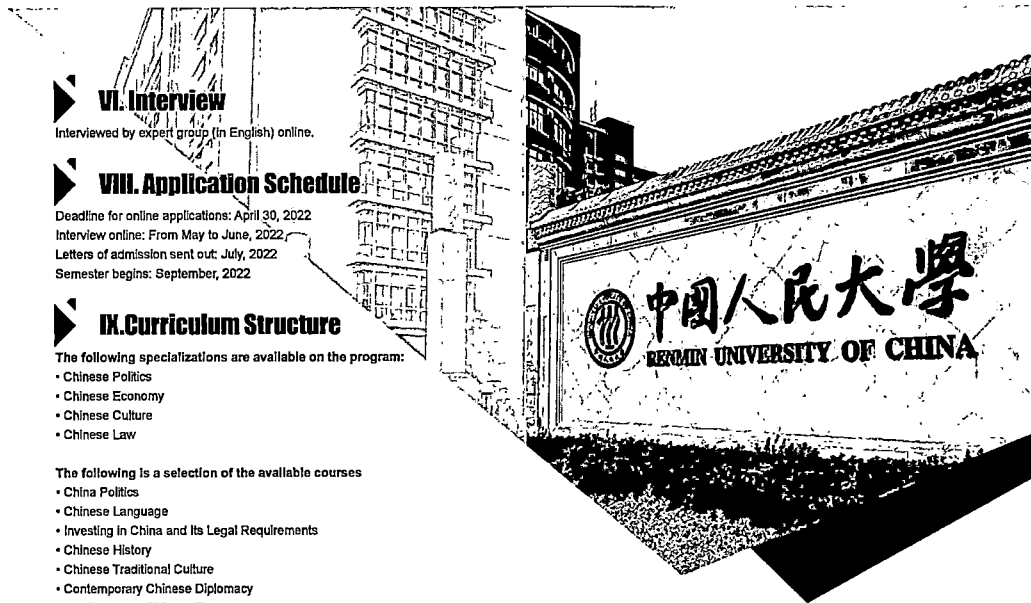 VI. Interview
Interviewed by expert group (in English) online.
VIII. Application Schedule
Deadline for online applications: April 30, 2022
Interview online: From May to June, 2022
Letters of admission sent out: July, 2022
Semester begins: September, 2022
IX.Curriculum Structure
The following specializations are available on the program:
• Chinese Politics
• Chinese Economy
• Chinese Culture
• Chinese Law
The following is a selection of the available courses
• China Politics
• Chinese Language
• Investing in China and Its Legal Requirements
• Chinese History
• Chinese Traditional Culture
• Contemporary Chinese Diplomacy
中國人民大學
RENMIN UNIVERSITY OF CHINA